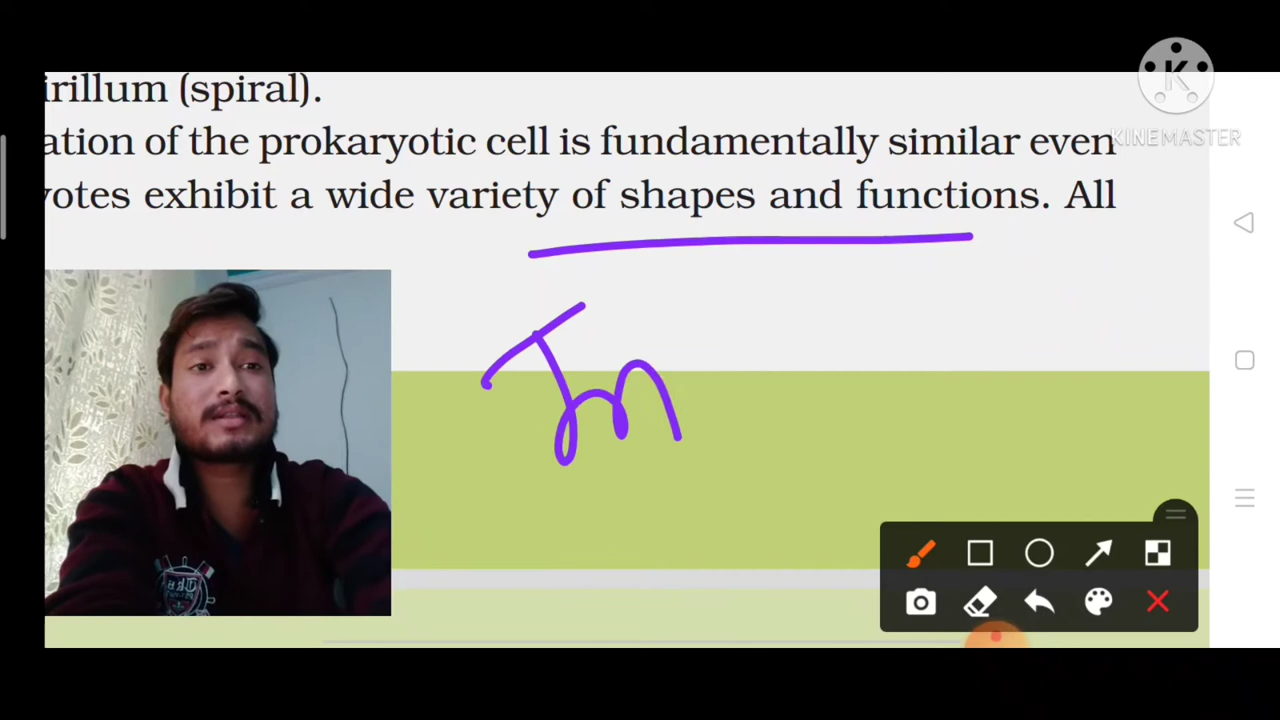 irillum (spiral).
ation of the prokaryotic cell is fundamentally similar even
yotes exhibit a wide variety of shapes and functions. All
K
KINEMASTER
Jm